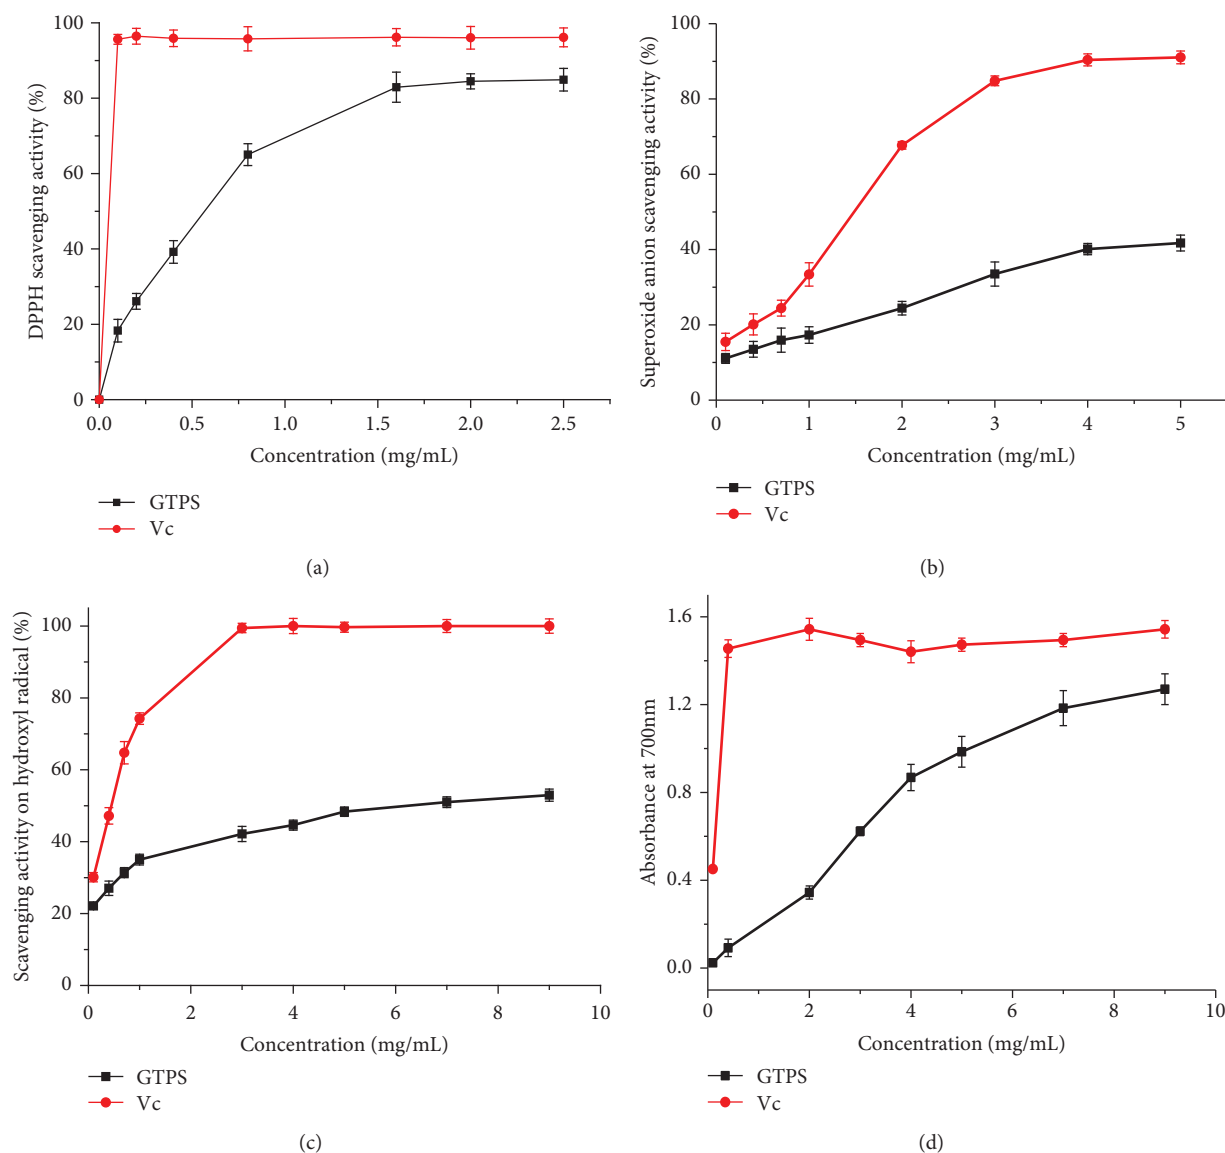 100
80
60
40
20
0
DPPH scavenging activity (%)
0.0 0.5 1.0 1.5 2.0 2.5
Concentration (mg/mL)
GTPS
Vc
(a)
100
80
60
40
20
0
Superoxide anion scavenging activity (%)
0 1 2 3 4 5
Concentration (mg/mL)
GTPS
Vc
(b)
100
80
60
40
20
0
Scavenging activity on hydroxyl radical (%)
0 2 4 6 8 10
Concentration (mg/mL)
GTPS
Vc
(c)
1.6
1.2
0.8
0.4
0.0
Absorbance at 700nm
0 2 4 6 8 10
Concentration (mg/mL)
GTPS
Vc
(d)